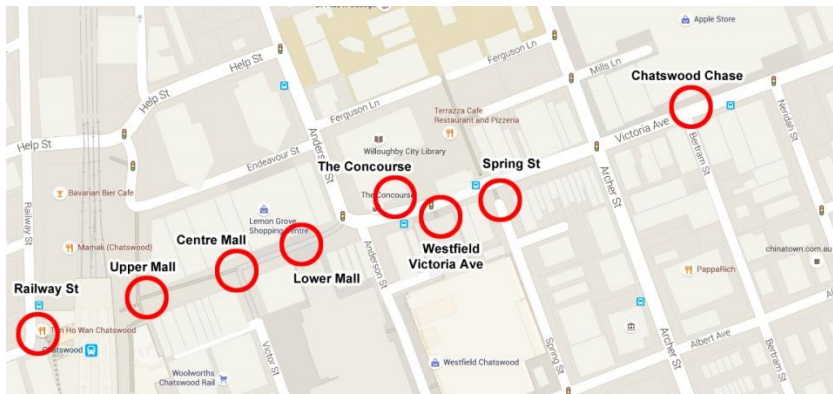 Apple Store
Help St
Ferguson Ln
Mills Ln
Chatswood Chase
Help St
Ferguson Ln
Terrazza Cafe
Restaurant and Pizzeria
Victoria Ave
Nendah St
Help St
Willoughby City Library
Endeavour St
The Concourse
Spring St
Bertram St
Bavarian Bier Cafe
The Concourse
Archer St
Railway St
Lemon Grove
Shopping Centre
Centre Mall
Mamak (Chatswood)
Westfield
Victoria Ave
Anderson St
chinatown.com.au
Upper Mall
Lower Mall
PappaRich
Railway St
Tim Ho Wan Chatswood
Albert Ave
Chatswood
Victor St
Westfield Chatswood
Spring St
Archer St
Bertram St
Woolworths
Chatswood Rail